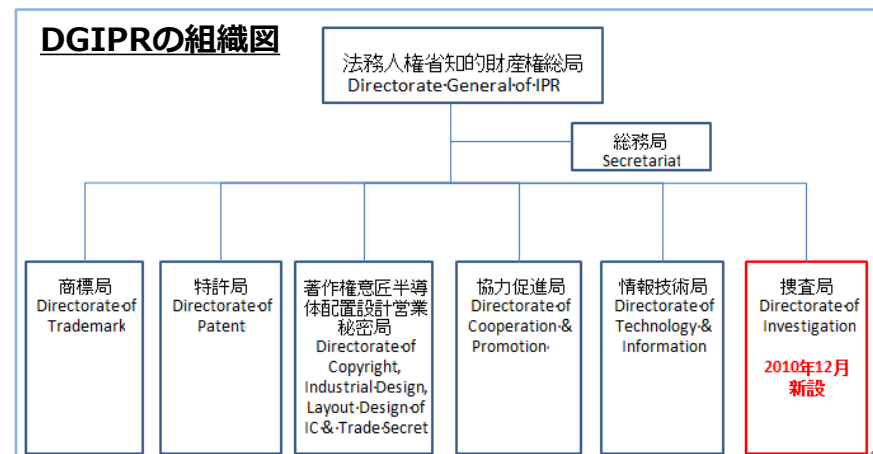 DGIPRの組織図
法務人権省知的財産権総局
Directorate·General·of·IPR
総務局
Secretariat
商標局
Directorate·of
Trademark
特許局
Directorate·of
Patent
著作権意匠半導
体配置設計営業
秘密局
Directorate·of
Copyright,
Industrial·Design,
Layout·Design·of
IC·&·Trade·Secret
協力促進局
Directorate·of
Cooperation·&
Promotion·
情報技術局
Directorate·of
Technology·&
Information
捜査局
Directorate·of
Investigation
2010年12月
新設